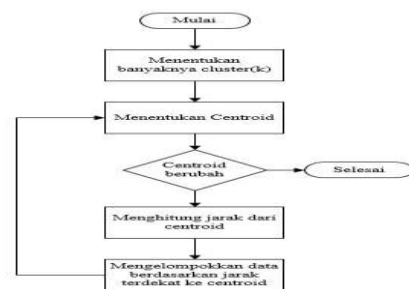 Mulai
Menentukan
banyaknya cluster(k)
Menentukan Centroid
Centroid
berubah
Selesai
Menghitung jarak dari
centroid
Mengelompokkan data
berdasarkan jarak
terdekat ke centroid